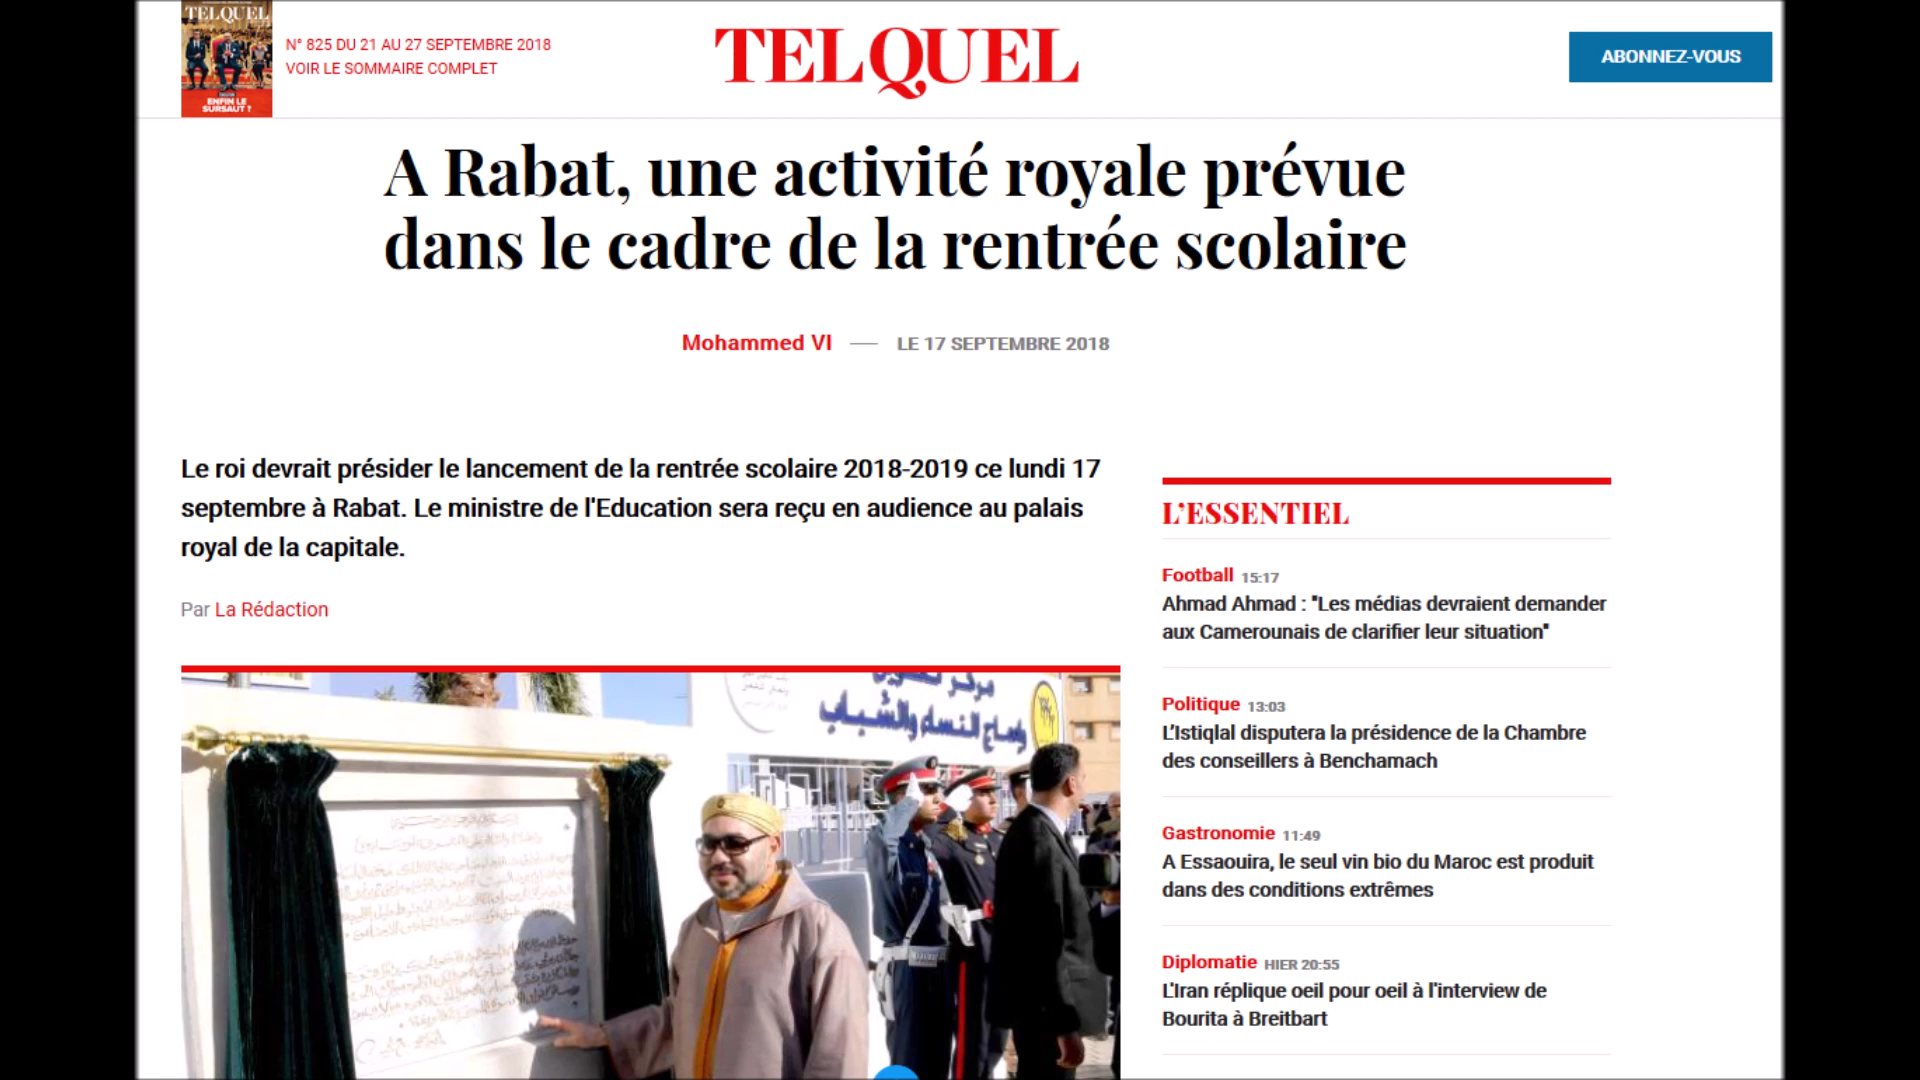 TELQUEL
ENFIN LE
SURSAUT ?
N° 825 DU 21 AU 27 SEPTEMBRE 2018
VOIR LE SOMMAIRE COMPLET
TELQUEL
ABONNEZ-VOUS
A Rabat, une activité royale prévue
dans le cadre de la rentrée scolaire
Mohammed VI — LE 17 SEPTEMBRE 2018
Le roi devrait présider le lancement de la rentrée scolaire 2018-2019 ce lundi 17
septembre à Rabat. Le ministre de l'Education sera reçu en audience au palais
royal de la capitale.
Par La Rédaction
النساء والشباب
L'ESSENTIEL
Football 15:17
Ahmad Ahmad : "Les médias devraient demander
aux Camerounais de clarifier leur situation"
Politique 13:03
L'Istiqlal disputera la présidence de la Chambre
des conseillers à Benchamach
Gastronomie 11:49
A Essaouira, le seul vin bio du Maroc est produit
dans des conditions extrêmes
Diplomatie HIER 20:55
L'Iran réplique oeil pour oeil à l'interview de
Bourita à Breitbart